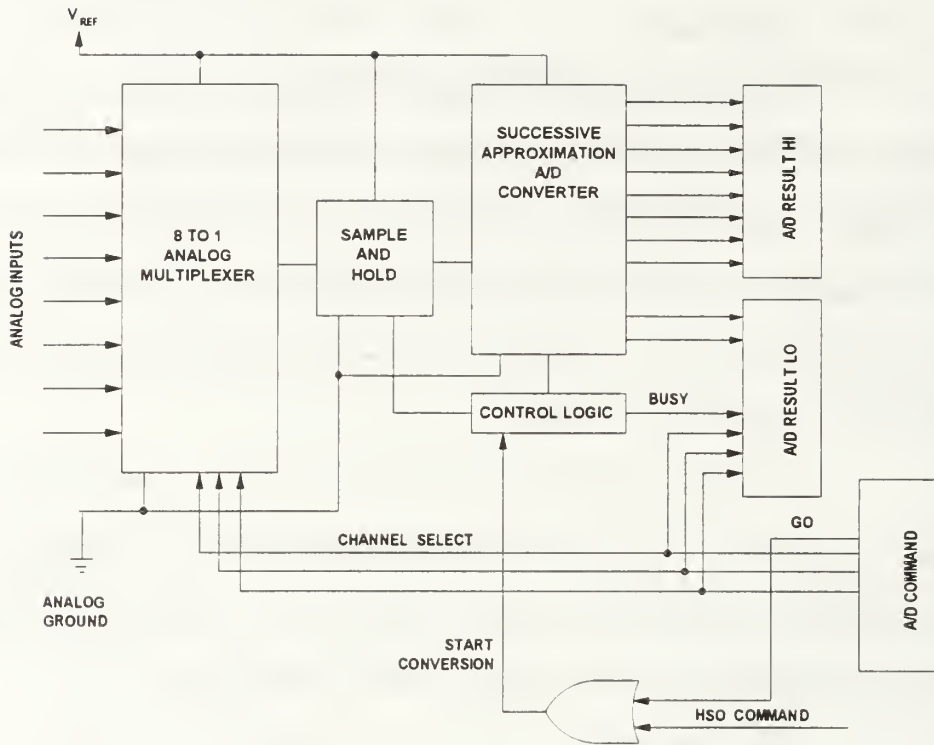 V REF
SUCCESSIVE
APPROXIMATION
A/D
CONVERTER
A/D RESULT HI
8 TO 1
ANALOG
MULTIPLEXER
SAMPLE
AND
HOLD
ANALOG INPUTS
CONTROL LOGIC
BUSY
A/D RESULT LO
GO
CHANNEL SELECT
A/D COMMAND
ANALOG
GROUND
START
CONVERSION
HSO COMMAND